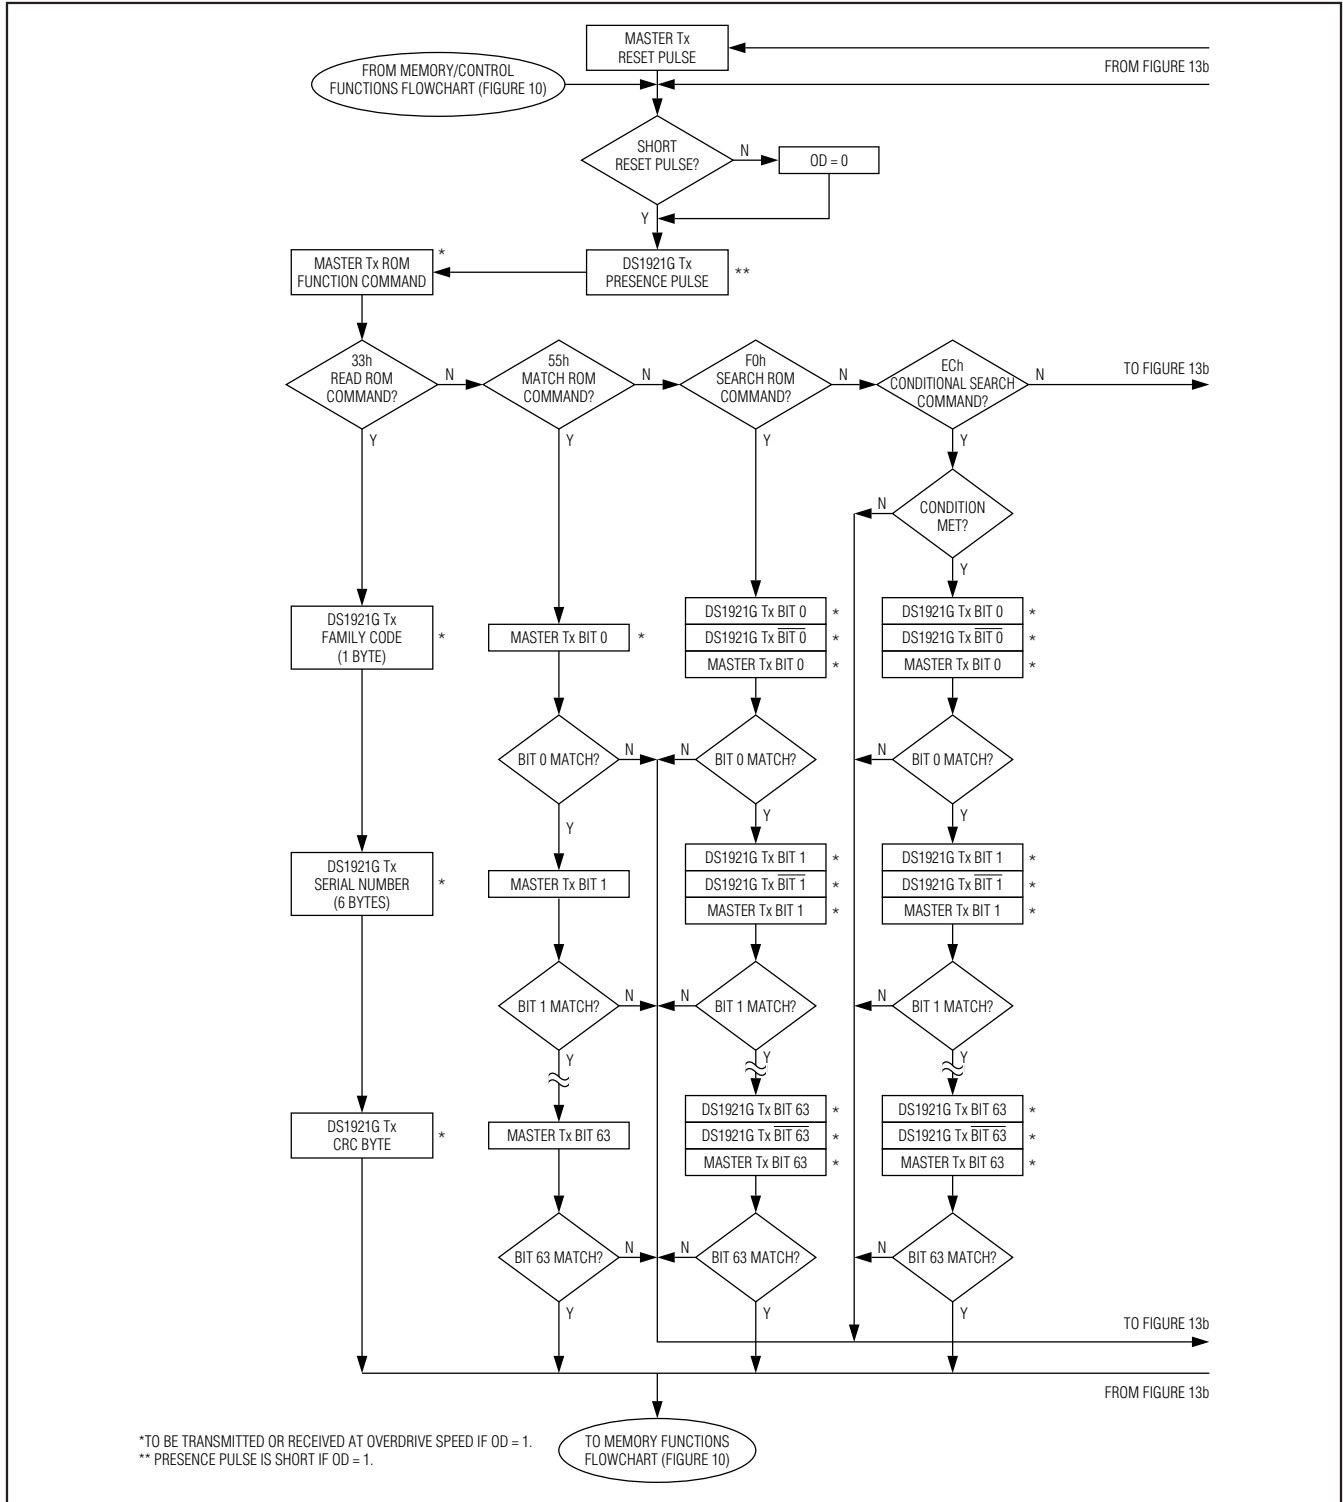 MASTER Tx
RESET PULSE
FROM FIGURE 13b
FROM MEMORY/CONTROL
FUNCTIONS FLOWCHART (FIGURE 10)
SHORT
RESET PULSE?
N
OD = 0
Y
MASTER Tx ROM
FUNCTION COMMAND
*
DS1921G Tx
PRESENCE PULSE
**
33h
READ ROM
COMMAND?
N
Y
55h
MATCH ROM
COMMAND?
N
Y
F0h
SEARCH ROM
COMMAND?
N
Y
ECh
CONDITIONAL SEARCH
COMMAND?
N
Y
TO FIGURE 13b
CONDITION
MET?
N
Y
DS1921G Tx
FAMILY CODE
(1 BYTE)
*
MASTER Tx BIT 0
*
DS1921G Tx BIT 0
*
DS1921G Tx B̅I̅T̅ ̅0̅
*
MASTER Tx BIT 0
*
DS1921G Tx BIT 0
*
DS1921G Tx B̅I̅T̅ ̅0̅
*
MASTER Tx BIT 0
*
BIT 0 MATCH?
N
Y
BIT 0 MATCH?
N
Y
BIT 0 MATCH?
N
Y
DS1921G Tx
SERIAL NUMBER
(6 BYTES)
*
MASTER Tx BIT 1
DS1921G Tx BIT 1
*
DS1921G Tx B̅I̅T̅ ̅1̅
*
MASTER Tx BIT 1
*
DS1921G Tx BIT 1
*
DS1921G Tx B̅I̅T̅ ̅1̅
*
MASTER Tx BIT 1
*
BIT 1 MATCH?
N
Y
BIT 1 MATCH?
N
Y
BIT 1 MATCH?
N
Y
DS1921G Tx
CRC BYTE
*
MASTER Tx BIT 63
DS1921G Tx BIT 63
*
DS1921G Tx B̅I̅T̅ ̅6̅3̅
*
MASTER Tx BIT 63
*
DS1921G Tx BIT 63
*
DS1921G Tx B̅I̅T̅ ̅6̅3̅
*
MASTER Tx BIT 63
*
BIT 63 MATCH?
N
Y
BIT 63 MATCH?
N
Y
BIT 63 MATCH?
N
Y
TO FIGURE 13b
FROM FIGURE 13b
TO MEMORY FUNCTIONS
FLOWCHART (FIGURE 10)
*TO BE TRANSMITTED OR RECEIVED AT OVERDRIVE SPEED IF OD = 1.
** PRESENCE PULSE IS SHORT IF OD = 1.